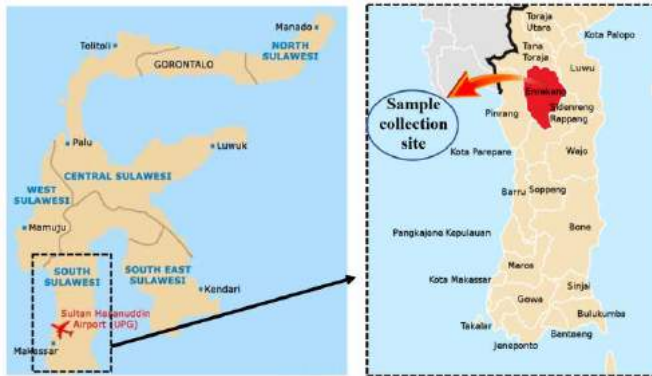 Manado
Tolitoli
NORTH
SULAWESI
GORONTALO
Palu
Luwuk
CENTRAL SULAWESI
WEST
SULAWESI
Mamuju
SOUTH
SULAWESI
SOUTH EAST
SULAWESI
Kendari
Sultan Hasanuddin
Airport (UPG)
Makassar
Toraja
Utara
Kota Palopo
Tana
Toraja
Luwu
Enrekang
Sample
collection
site
Pinrang
Sidenreng
Rappang
Kota Parepare
Wajo
Barru
Soppeng
Pangkajene Kepulauan
Bone
Maros
Kota Makassar
Gowa
Sinjai
Bulukumba
Takalar
Bantaeng
Jeneponto